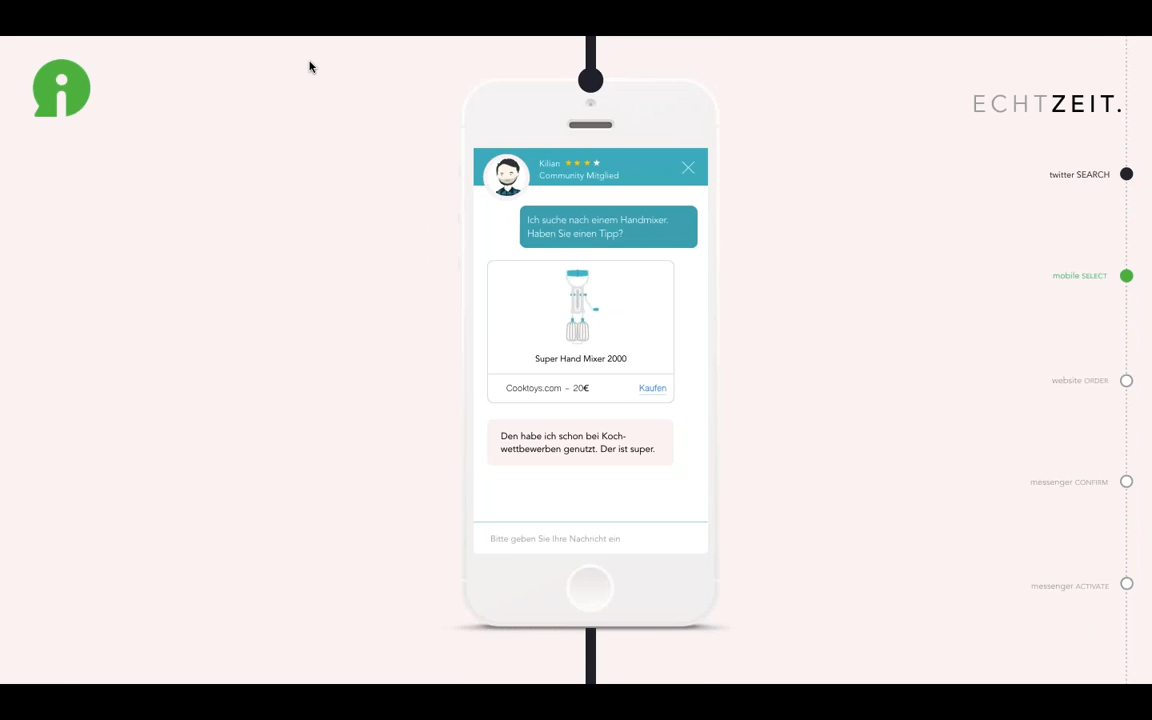 ECHTZEIT.
Kilian
Community Mitglied
Ich suche nach einem Handmixer.
Haben Sie einen Tipp?
Super Hand Mixer 2000
Cooktoys.com – 20€ Kaufen
Den habe ich schon bei Koch-
wettbewerben genutzt. Der ist super.
Bitte geben Sie Ihre Nachricht ein
twitter SEARCH
mobile SELECT
website ORDER
messenger CONFIRM
messenger ACTIVATE